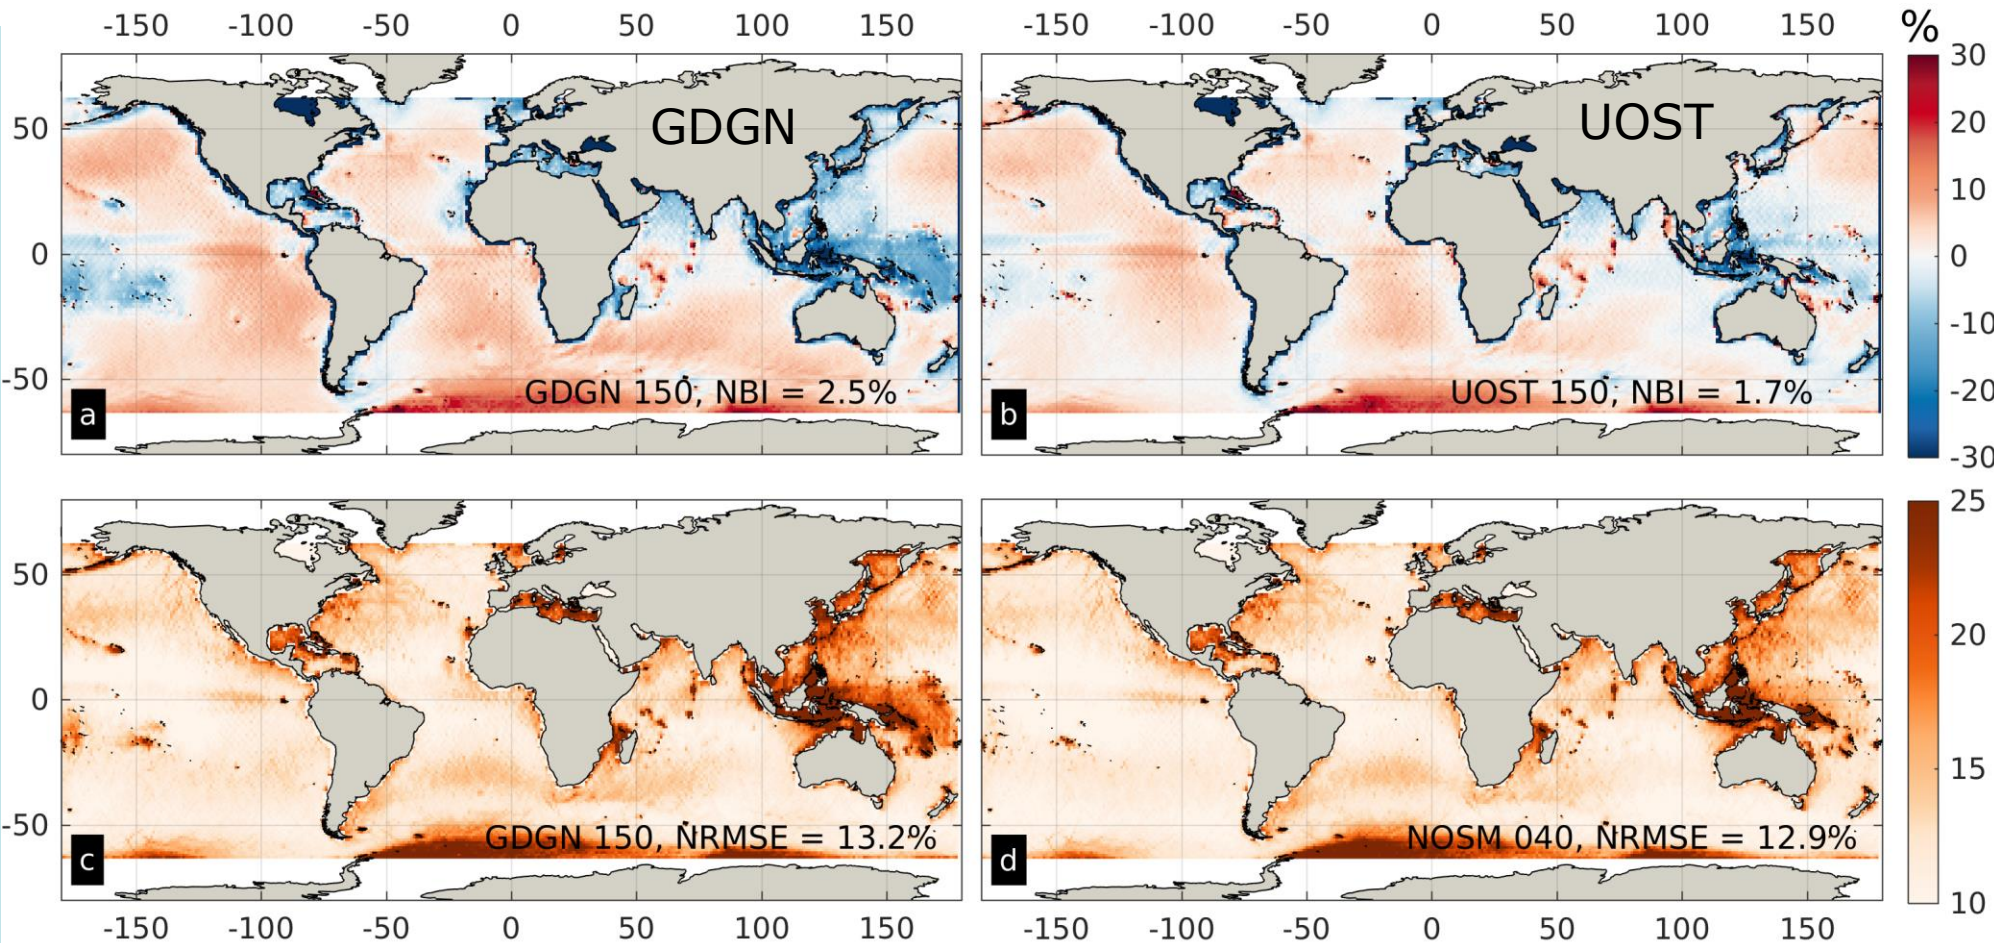 -150 -100 -50 0 50 100 150
-150 -100 -50 0 50 100 150
%
GDGN
UOST
50
0
-50
30
20
10
0
-10
-20
-30
GDGN 150, NBI = 2.5%
UOST 150, NBI = 1.7%
a
b
50
0
-50
25
20
15
10
GDGN 150, NRMSE = 13.2%
NOSM 040, NRMSE = 12.9%
c
d
-150 -100 -50 0 50 100 150
-150 -100 -50 0 50 100 150